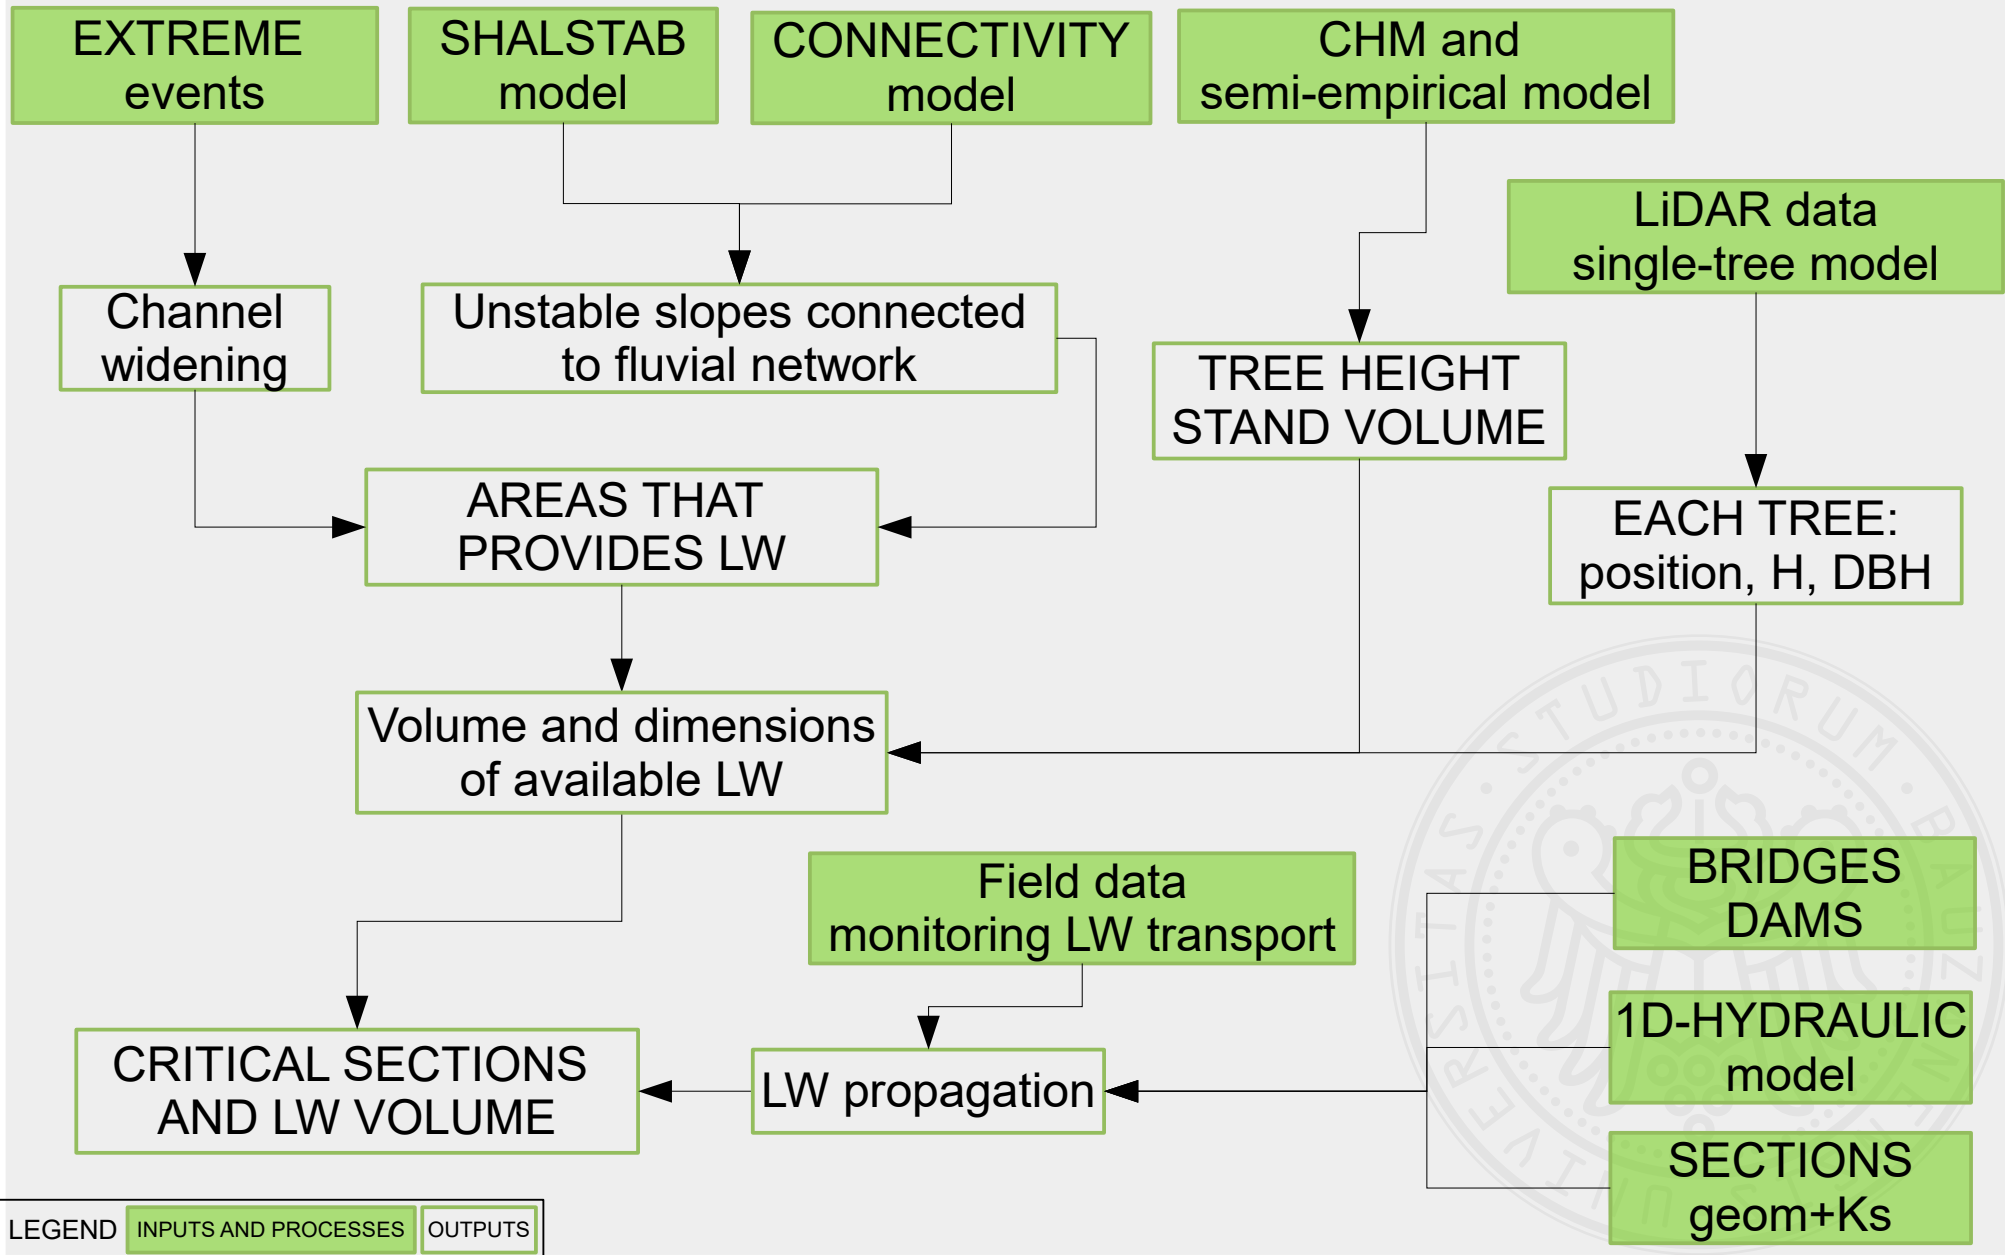 EXTREME
events
SHALSTAB
model
CONNECTIVITY
model
CHM and
semi-empirical model
LiDAR data
single-tree model
Channel
widening
Unstable slopes connected
to fluvial network
TREE HEIGHT
STAND VOLUME
AREAS THAT
PROVIDES LW
EACH TREE:
position, H, DBH
Volume and dimensions
of available LW
Field data
monitoring LW transport
BRIDGES
DAMS
1D-HYDRAULIC
model
CRITICAL SECTIONS
AND LW VOLUME
LW propagation
SECTIONS
geom+Ks
LEGEND
INPUTS AND PROCESSES
OUTPUTS
STUDIORUM